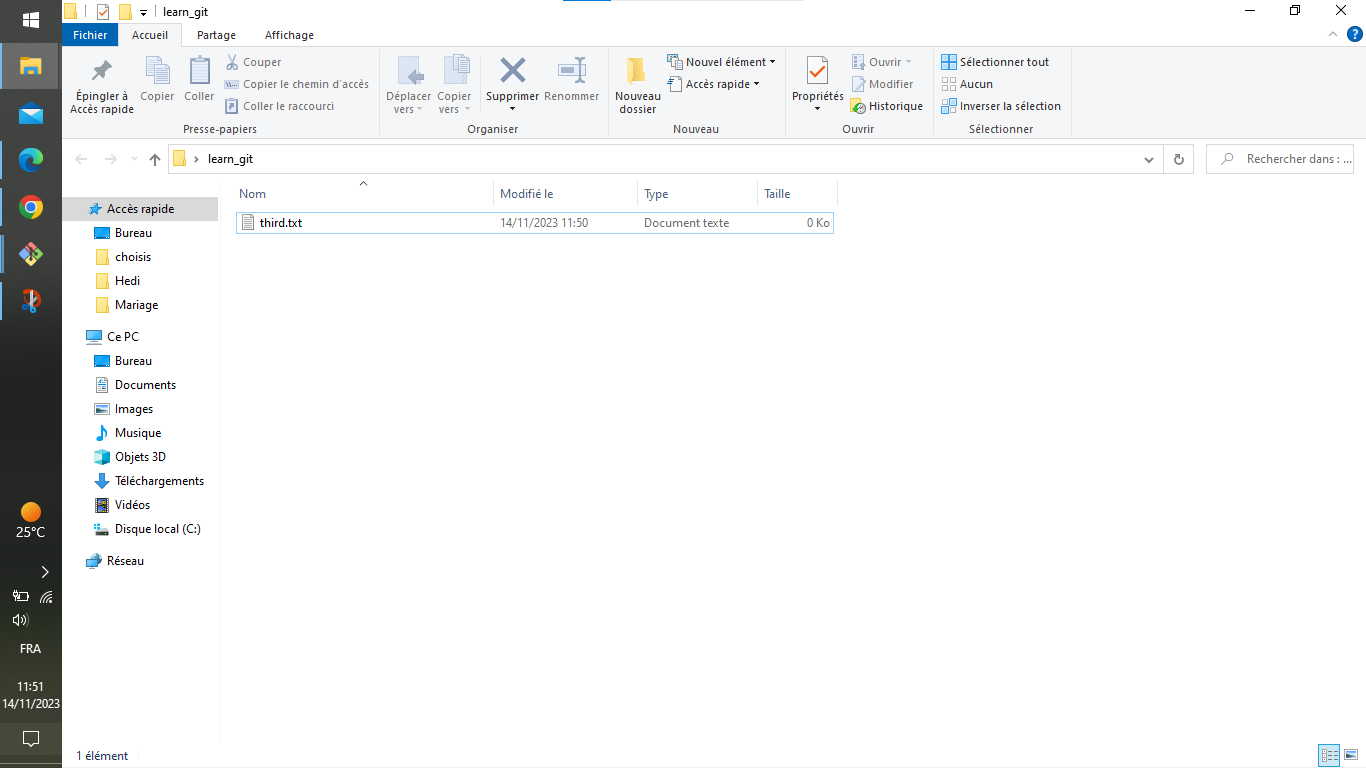 learn_git
Fichier Accueil Partage Affichage
Épingler à Accès rapide
Copier
Coller
Couper
Copier le chemin d'accès
Coller le raccourci
Presse-papiers
Déplacer vers
Copier vers
Supprimer
Renommer
Organiser
Nouveau dossier
Nouvel élément
Accès rapide
Nouveau
Propriétés
Ouvrir
Modifier
Historique
Ouvrir
Sélectionner tout
Aucun
Inverser la sélection
Sélectionner
learn_git
Rechercher dans : ...
Accès rapide
Bureau
choisis
Hedi
Mariage
Ce PC
Bureau
Documents
Images
Musique
Objets 3D
Téléchargements
Vidéos
Disque local (C:)
Réseau
Nom Modifié le Type Taille
third.txt 14/11/2023 11:50 Document texte 0 Ko
1 élément
25°C
FRA
11:51
14/11/2023